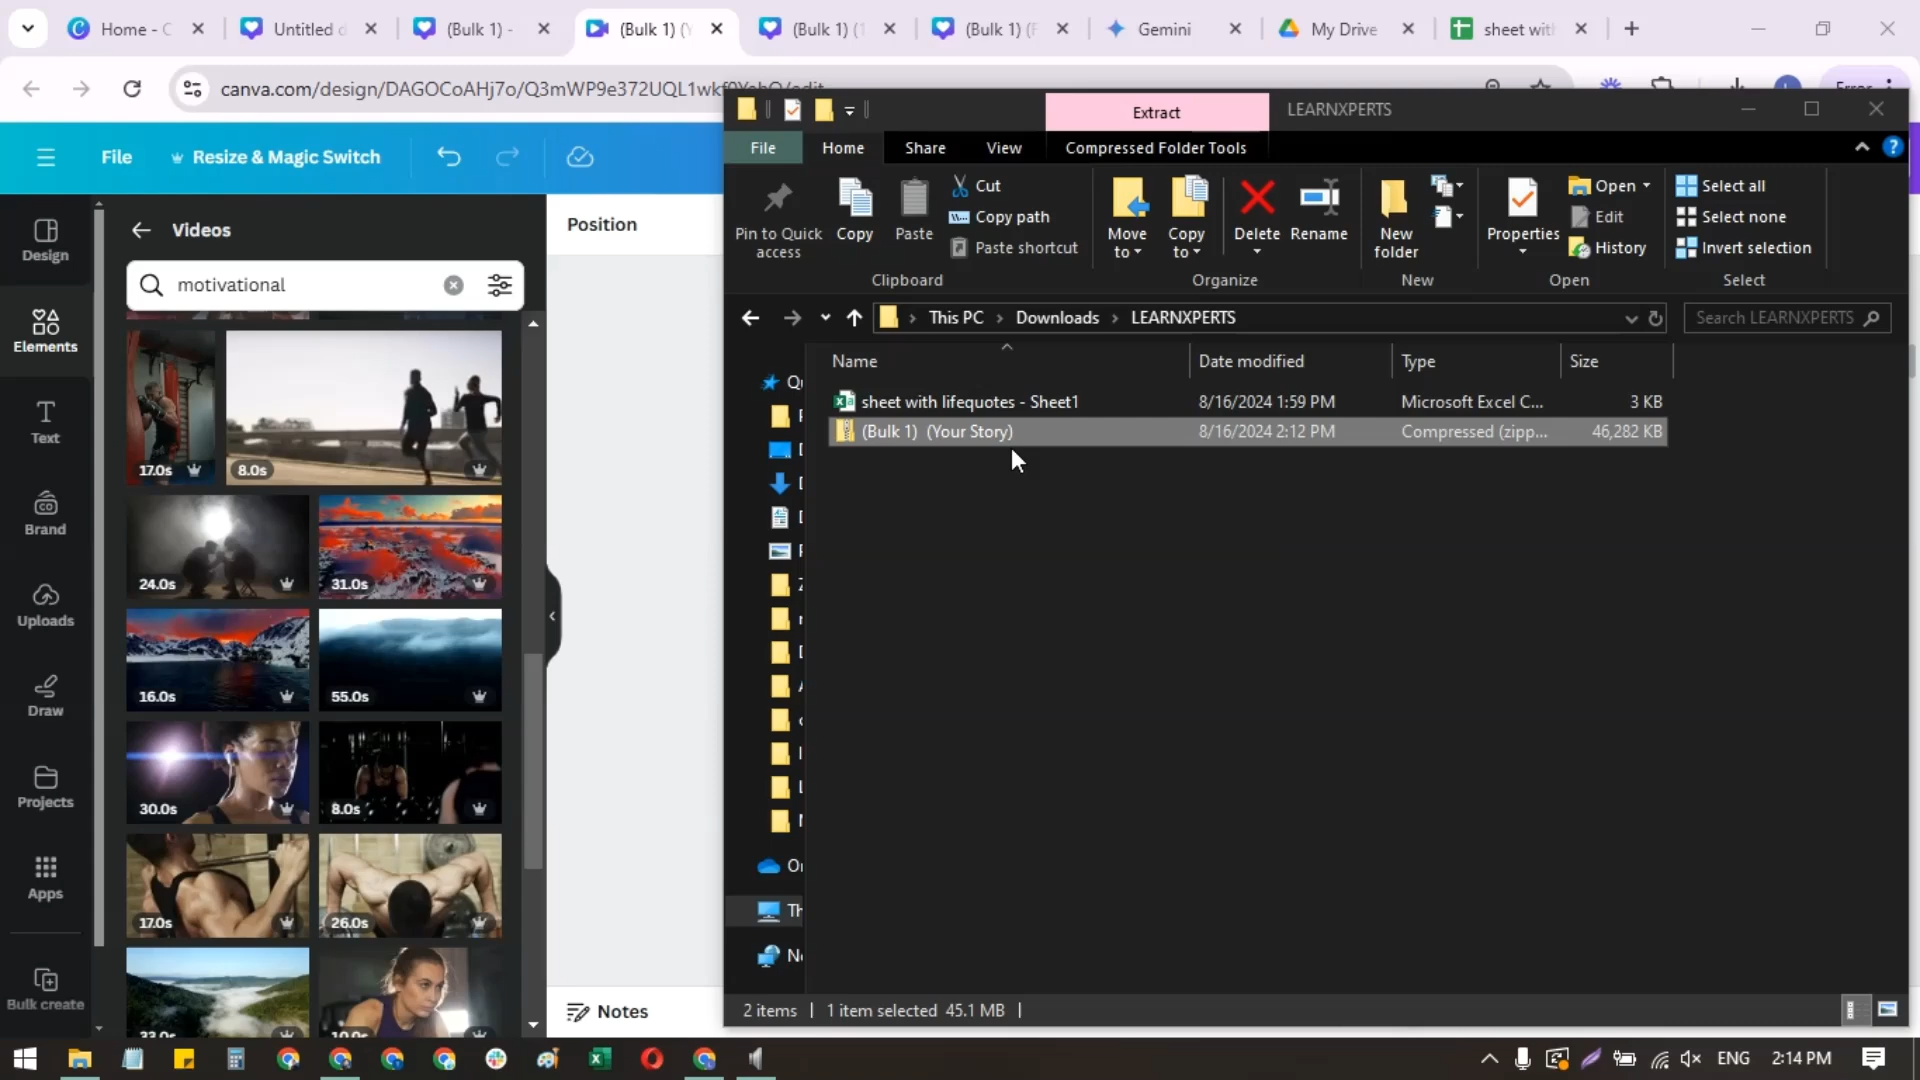 Home - C
Untitled d
(Bulk 1) -
(Bulk 1) (Y
(Bulk 1) (1
(Bulk 1) (F
Gemini
My Drive
sheet with
canva.com/design/DAGOCoAHj7o/Q3mWP9e372UQL1wkf0YebQ/edit
Error
Extract
LEARNXPERTS
File
Home
Share
View
Compressed Folder Tools
File
Resize & Magic Switch
Pin to Quick access
Copy
Paste
Cut
Copy path
Paste shortcut
Move to
Copy to
Delete
Rename
New folder
Properties
Open
Edit
History
Select all
Select none
Invert selection
Clipboard
Organize
New
Open
Select
This PC
Downloads
LEARNXPERTS
Search LEARNXPERTS
Name
Date modified
Type
Size
sheet with lifequotes - Sheet1
8/16/2024 1:59 PM
Microsoft Excel C...
3 KB
(Bulk 1) (Your Story)
8/16/2024 2:12 PM
Compressed (zipp...
46,282 KB
2 items
1 item selected 45.1 MB
Design
Elements
Text
Brand
Uploads
Draw
Projects
Apps
Bulk create
Videos
motivational
17.0s
8.0s
24.0s
31.0s
16.0s
55.0s
30.0s
8.0s
17.0s
26.0s
Position
Notes
ENG
2:14 PM